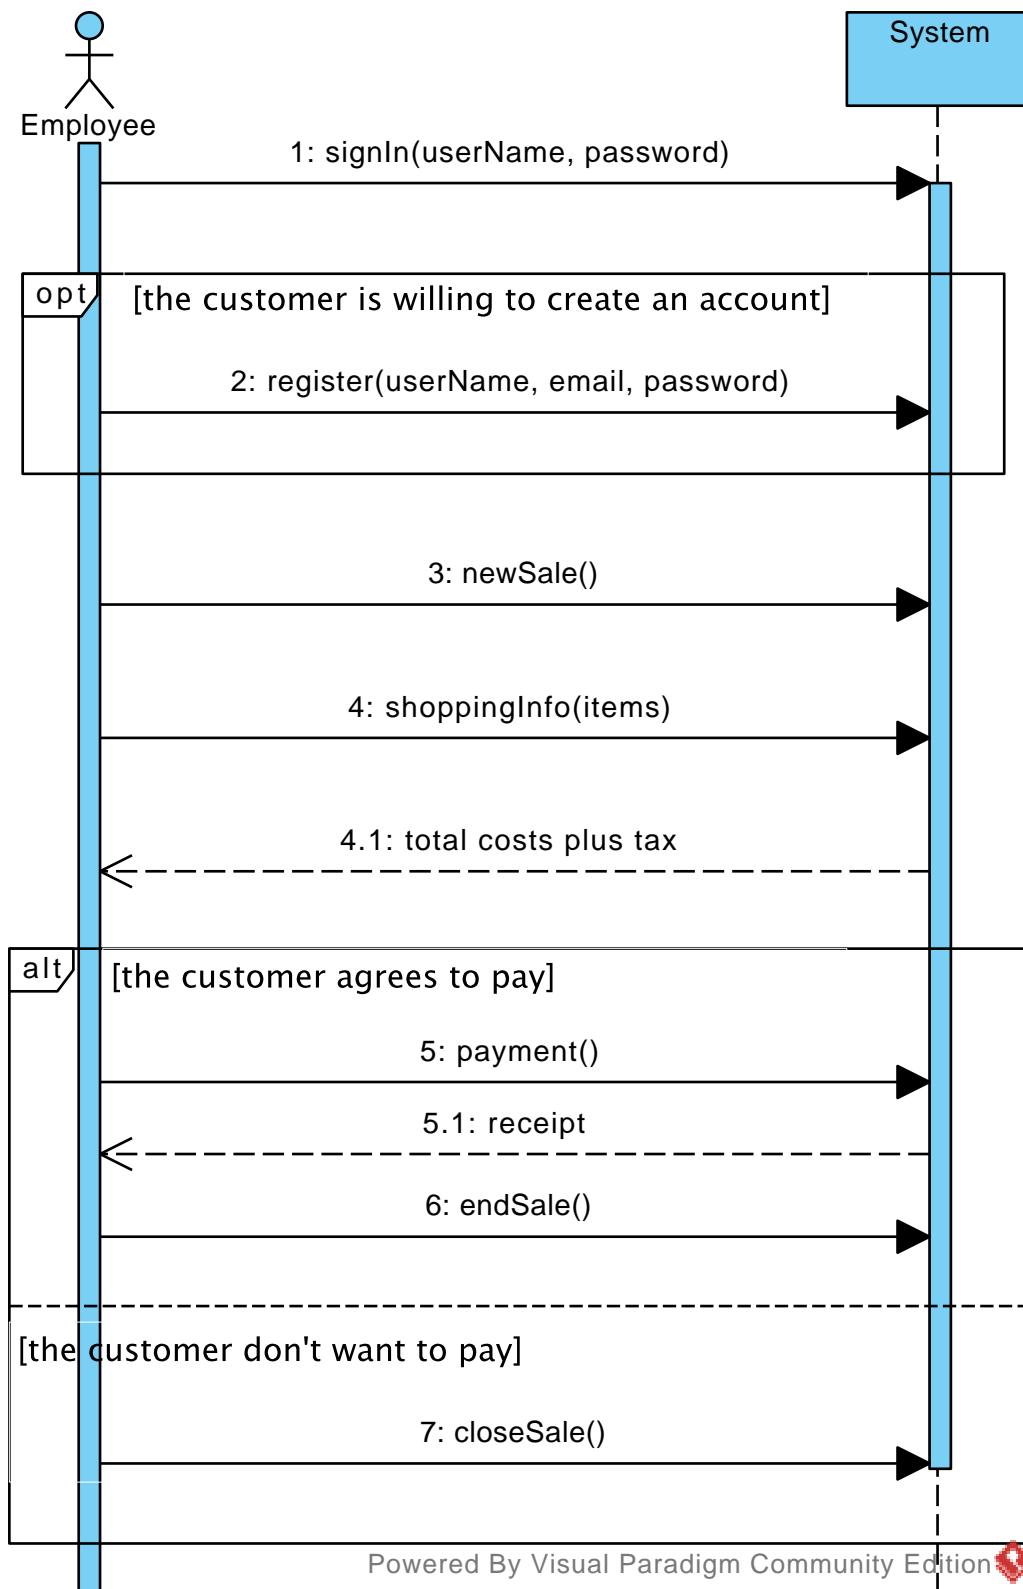 System
Employee
1: signIn(userName, password)
opt
[the customer is willing to create an account]
2: register(userName, email, password)
3: newSale()
4: shoppingInfo(items)
4.1: total costs plus tax
alt
[the customer agrees to pay]
5: payment()
5.1: receipt
6: endSale()
[the customer don't want to pay]
7: closeSale()
Powered By Visual Paradigm Community Edition